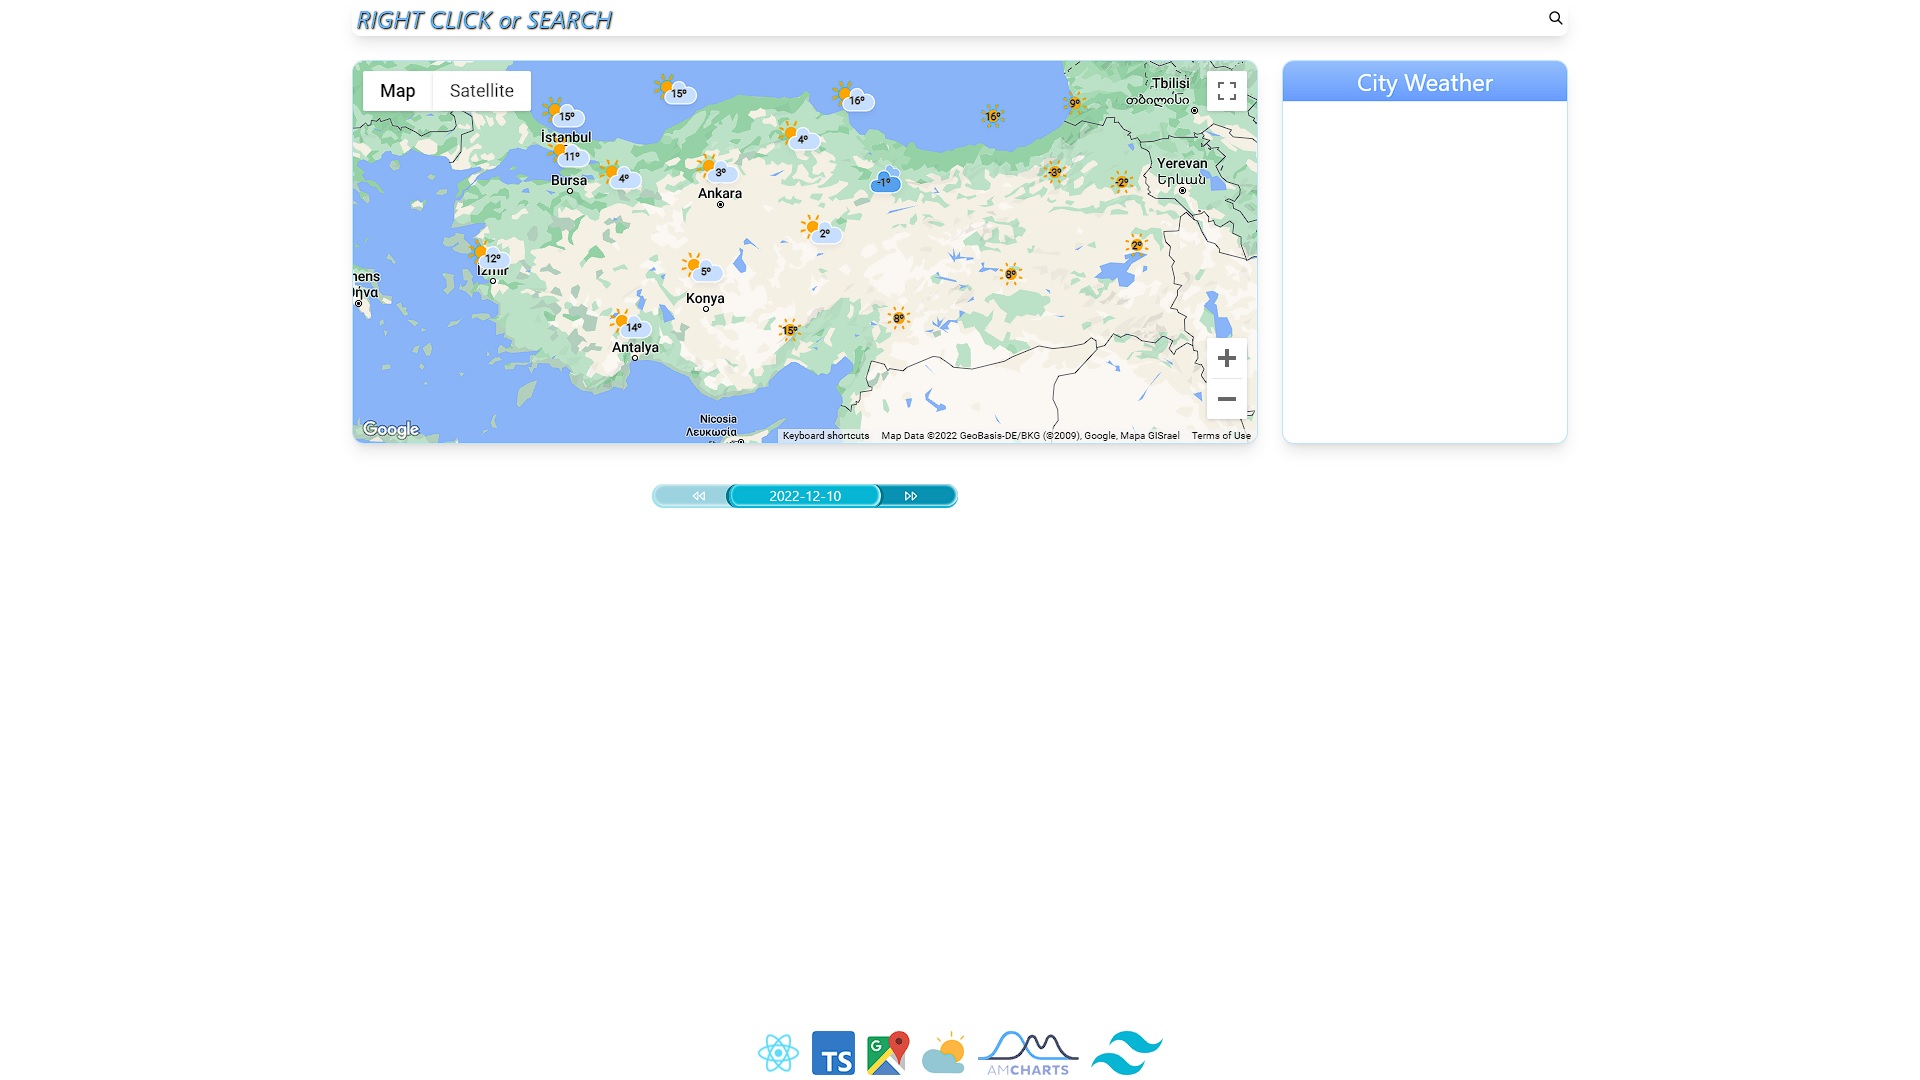 RIGHT CLICK or SEARCH
Map
Satellite
City Weather
Tbilisi
თბილისი
15°
16°
9°
16°
15°
İstanbul
4°
11°
Yerevan
Երևան
Bursa
4°
3°
Ankara
-1°
-3°
-2°
2°
2°
12°
İzmir
5°
8°
hens
Konya
14°
Antalya
15°
8°
Nicosia
Λευκωσία
Google
Keyboard shortcuts
Map Data ©2022 GeoBasis-DE/BKG (©2009), Google, Mapa GISrael
Terms of Use
2022-12-10
G
TS
AMCHARTS